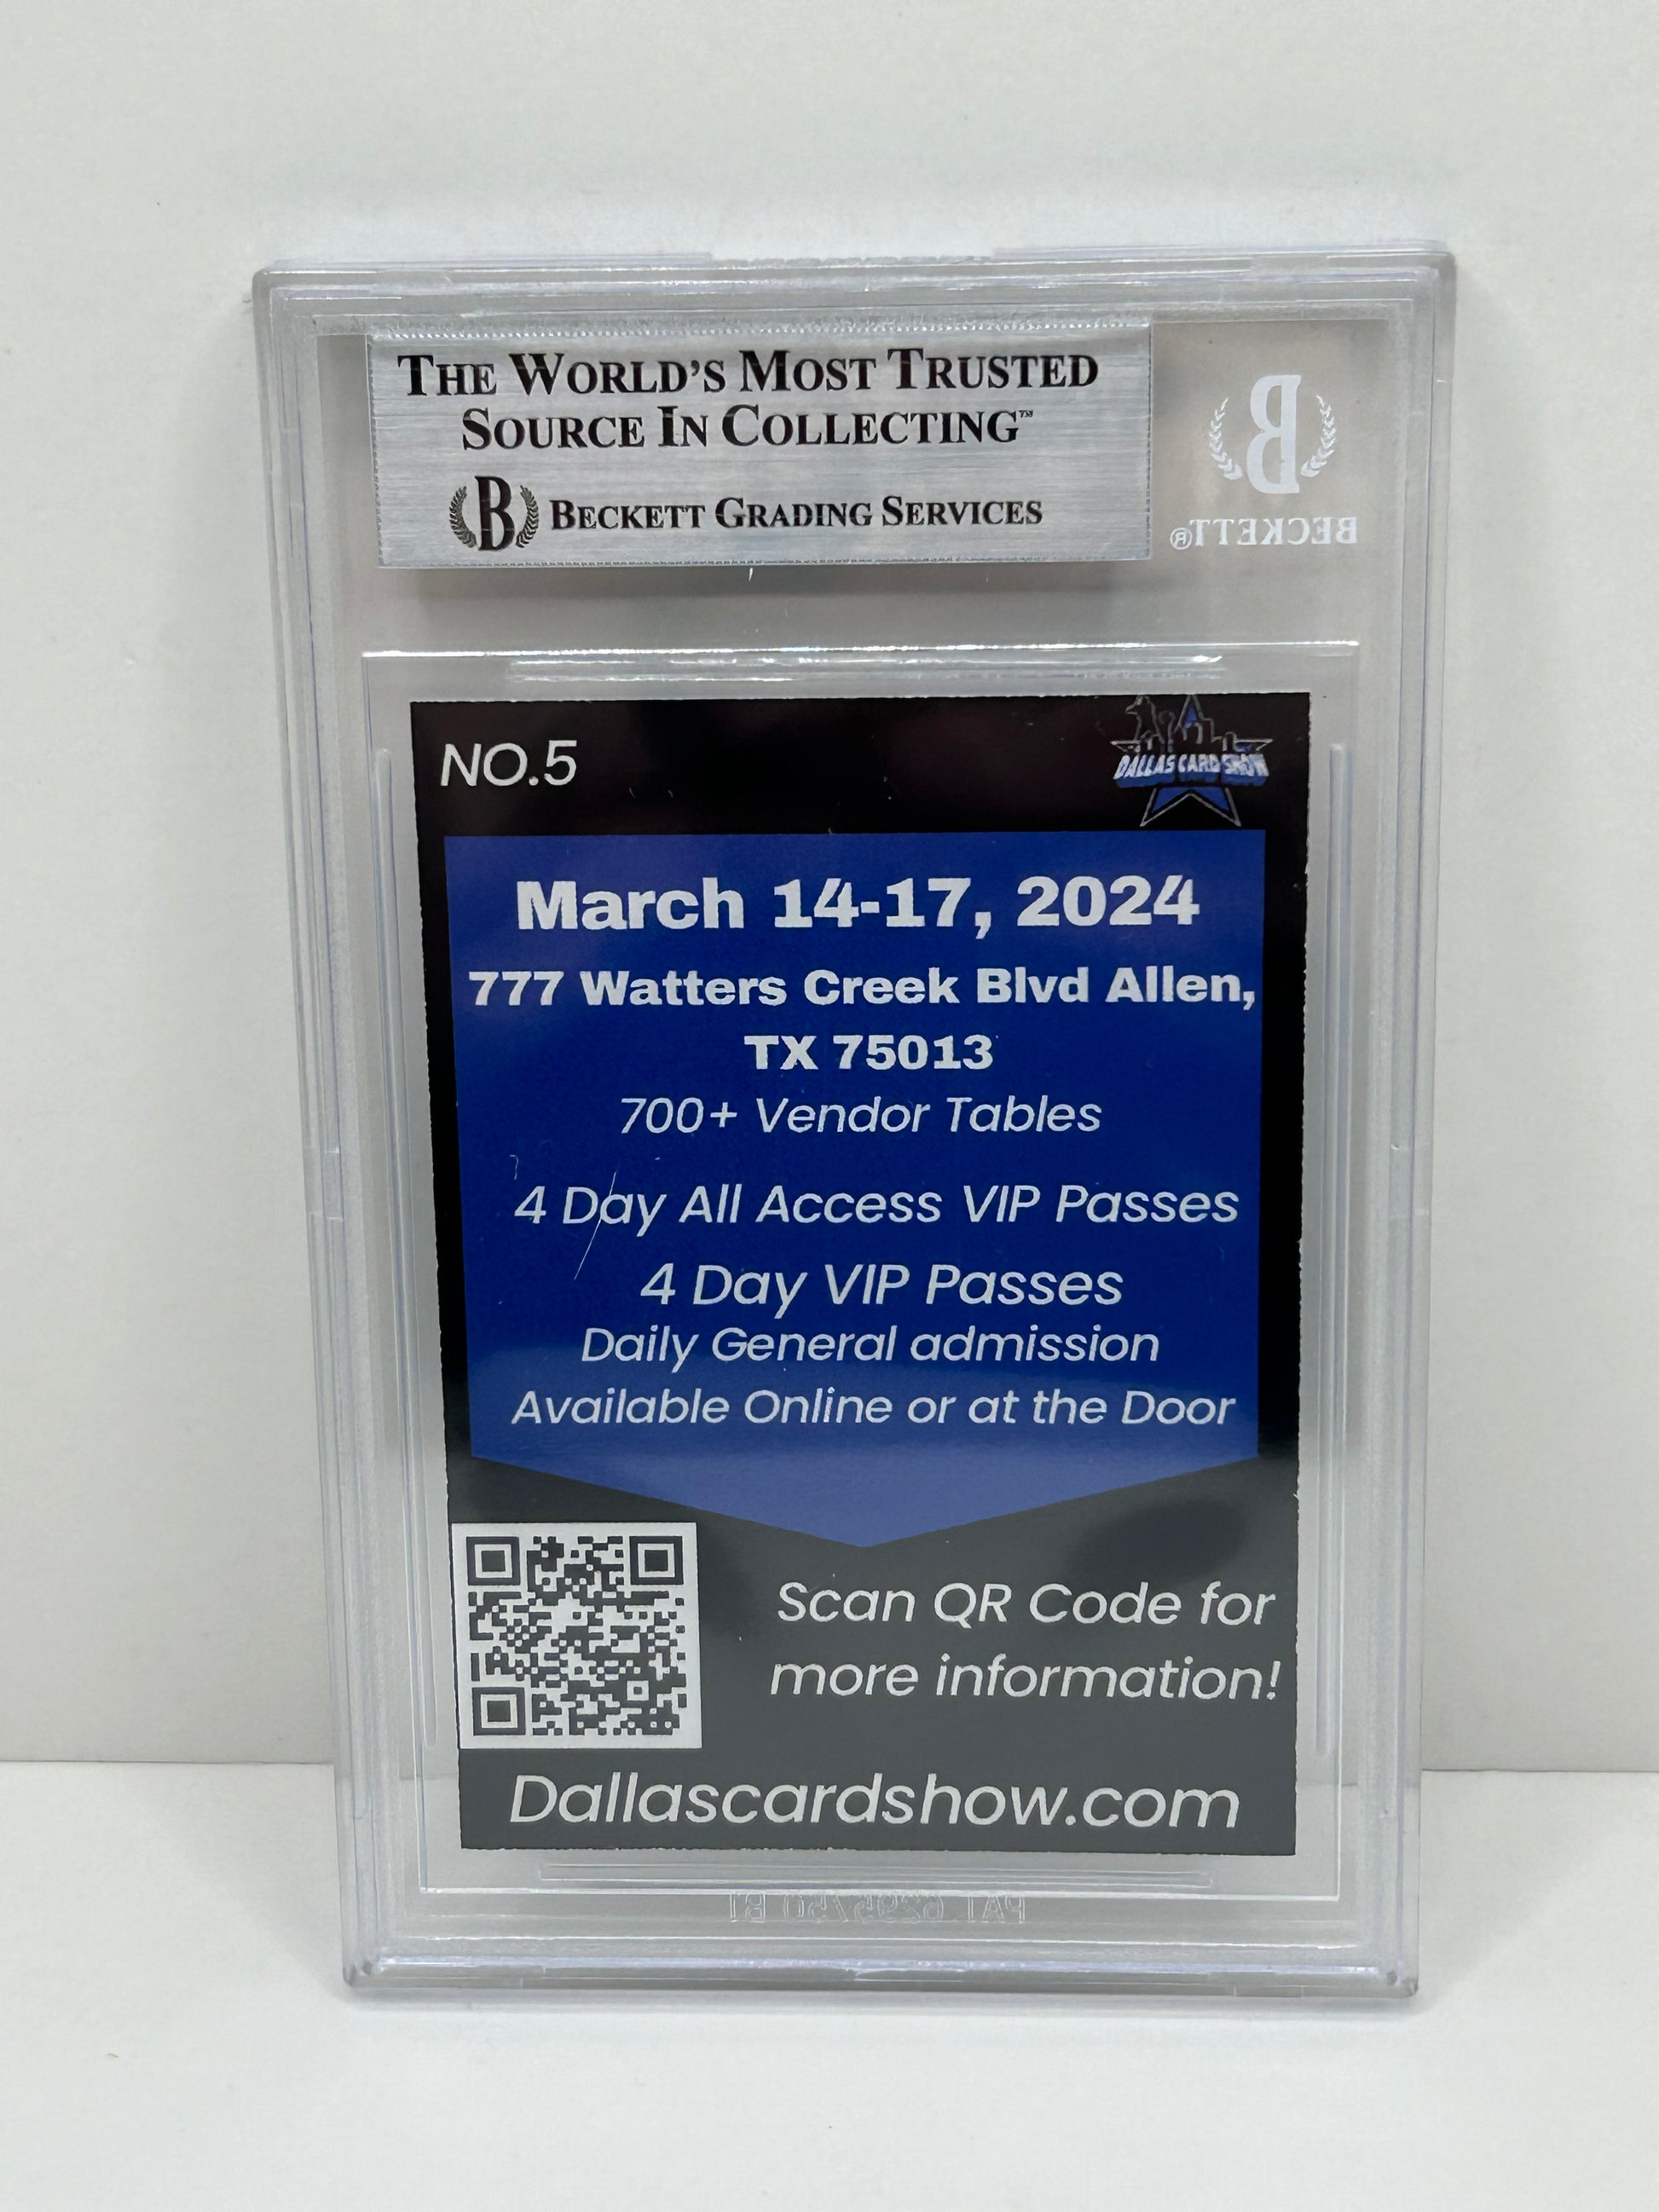 THE WORLD'S MOST TRUSTED
SOURCE IN COLLECTING™
B BECKETT GRADING SERVICES
B
BECKETT®
NO.5
DALLAS CARD SHOW
March 14-17, 2024
777 Watters Creek Blvd Allen,
TX 75013
700+ Vendor Tables
4 Day All Access VIP Passes
4 Day VIP Passes
Daily General admission
Available Online or at the Door
Scan QR Code for
more information!
Dallascardshow.com